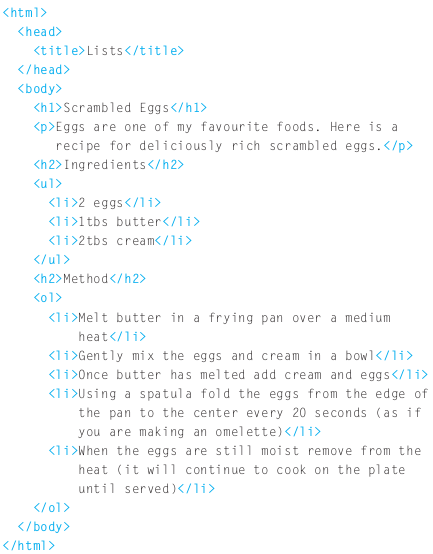 <html>
<head>
<title>Lists</title>
</head>
<body>
<h1>Scrambled Eggs</h1>
<p>Eggs are one of my favourite foods. Here is a
recipe for deliciously rich scrambled eggs.</p>
<h2>Ingredients</h2>
<ul>
<li>2 eggs</li>
<li>1tbs butter</li>
<li>2tbs cream</li>
</ul>
<h2>Method</h2>
<ol>
<li>Melt butter in a frying pan over a medium
heat</li>
<li>Gently mix the eggs and cream in a bowl</li>
<li>Once butter has melted add cream and eggs</li>
<li>Using a spatula fold the eggs from the edge of
the pan to the center every 20 seconds (as if
you are making an omelette)</li>
<li>When the eggs are still moist remove from the
heat (it will continue to cook on the plate
until served)</li>
</ol>
</body>
</html>